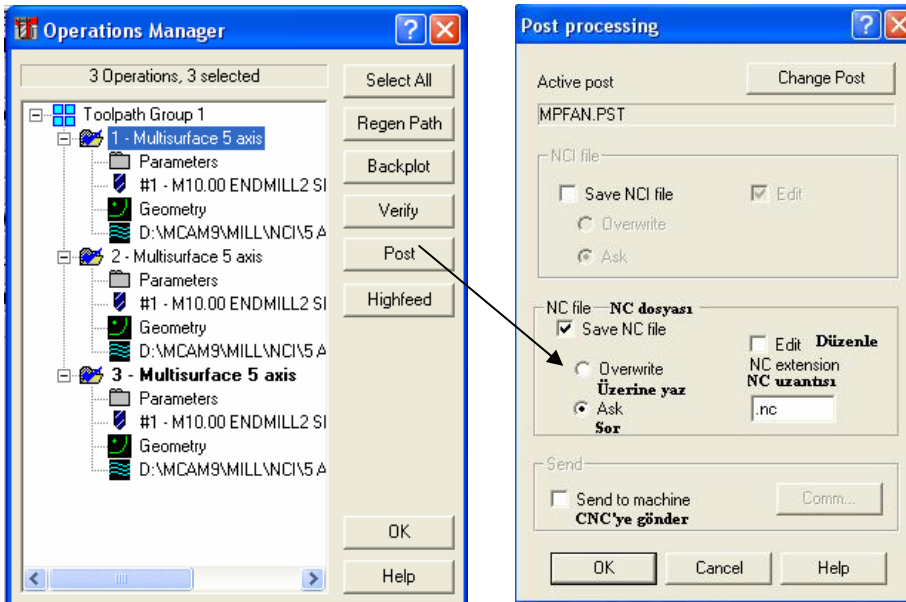 Operations Manager
3 Operations, 3 selected
Select All
Toolpath Group 1
1 - Multisurface 5 axis
Regen Path
Parameters
#1 - M10.00 ENDMILL2 SI
Backplot
Geometry
D:\MCAM9\MILL\NCI\5 A
Verify
2 - Multisurface 5 axis
Post
Parameters
#1 - M10.00 ENDMILL2 SI
Highfeed
Geometry
D:\MCAM9\MILL\NCI\5 A
3 - Multisurface 5 axis
Parameters
#1 - M10.00 ENDMILL2 SI
Geometry
D:\MCAM9\MILL\NCI\5 A
OK
Help
Post processing
Active post
Change Post
MPFAN.PST
NCI file
Save NCI file
Edit
Overwrite
Ask
NC file NC dosyası
Save NC file
Edit Düzenle
Overwrite
NC extension
Üzerine yaz
NC uzantısı
Ask
.nc
Sor
Send
Send to machine
Comm...
CNC'ye gönder
OK
Cancel
Help